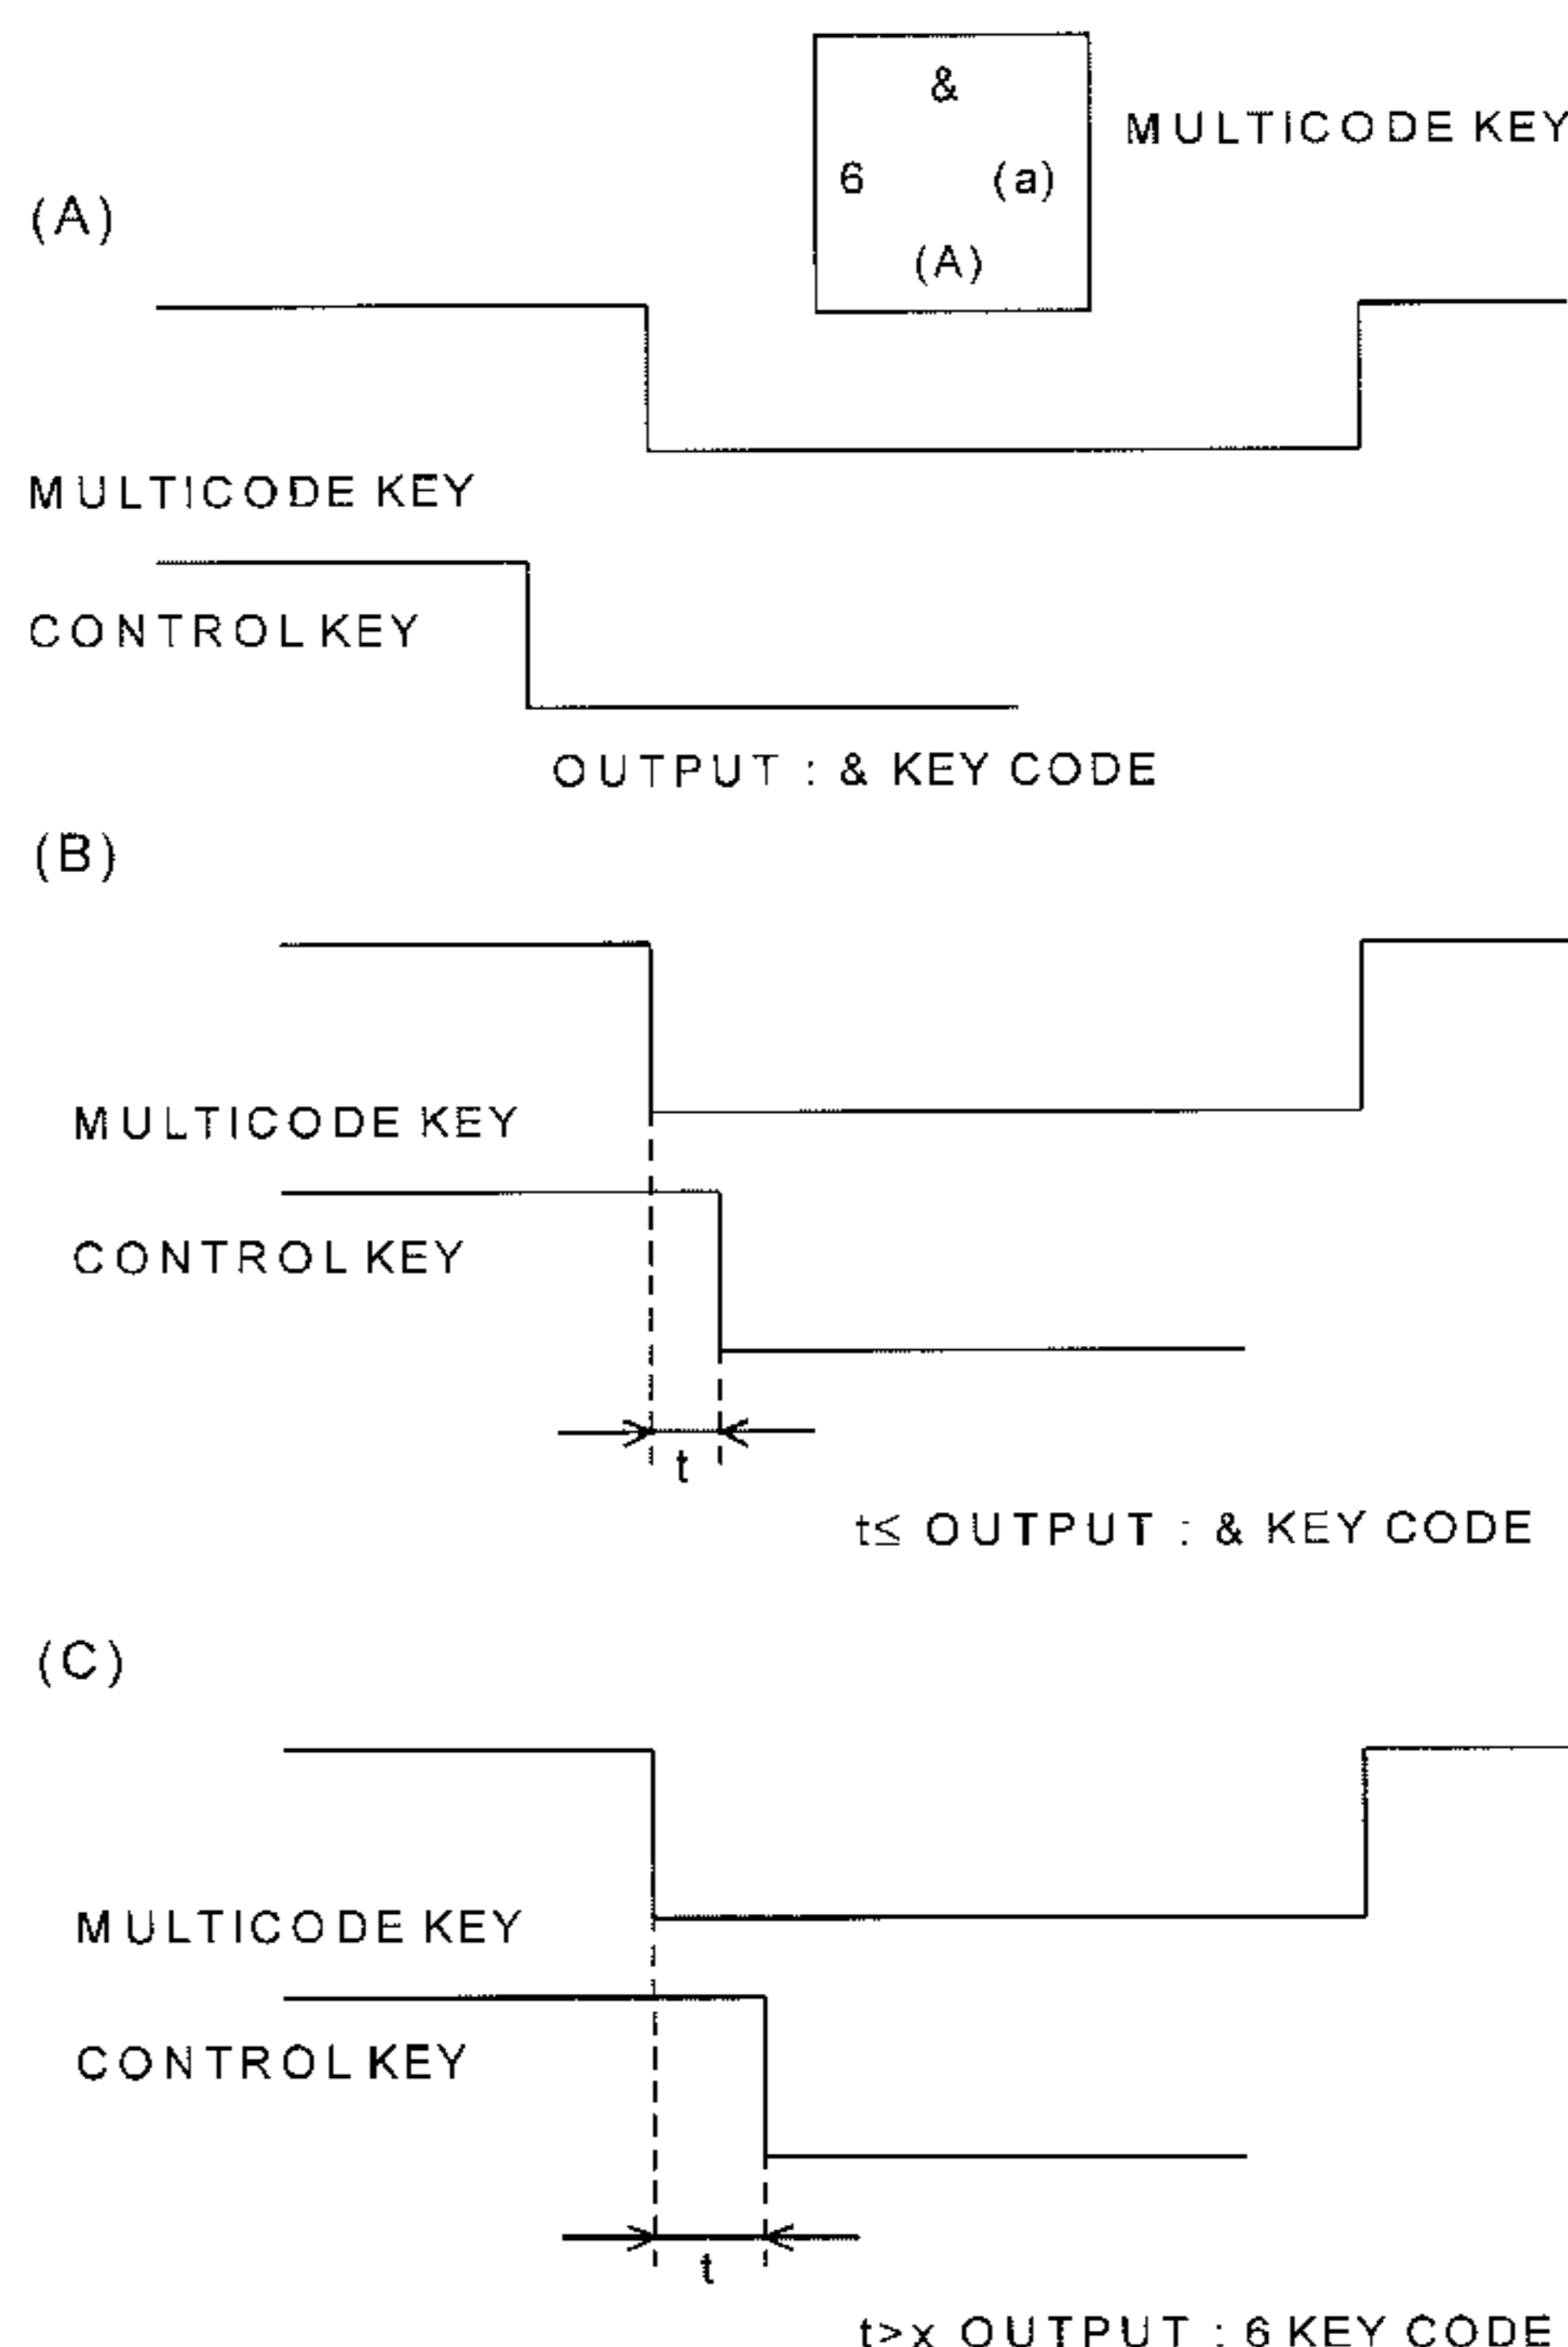 &
MULTICODE KEY
6 (a)
(A)
(A)
MULTICODE KEY
CONTROL KEY
OUTPUT : & KEY CODE
(B)
MULTICODE KEY
CONTROL KEY
t
t≤ OUTPUT : & KEY CODE
(C)
MULTICODE KEY
CONTROL KEY
t
t>x OUTPUT : 6 KEY CODE